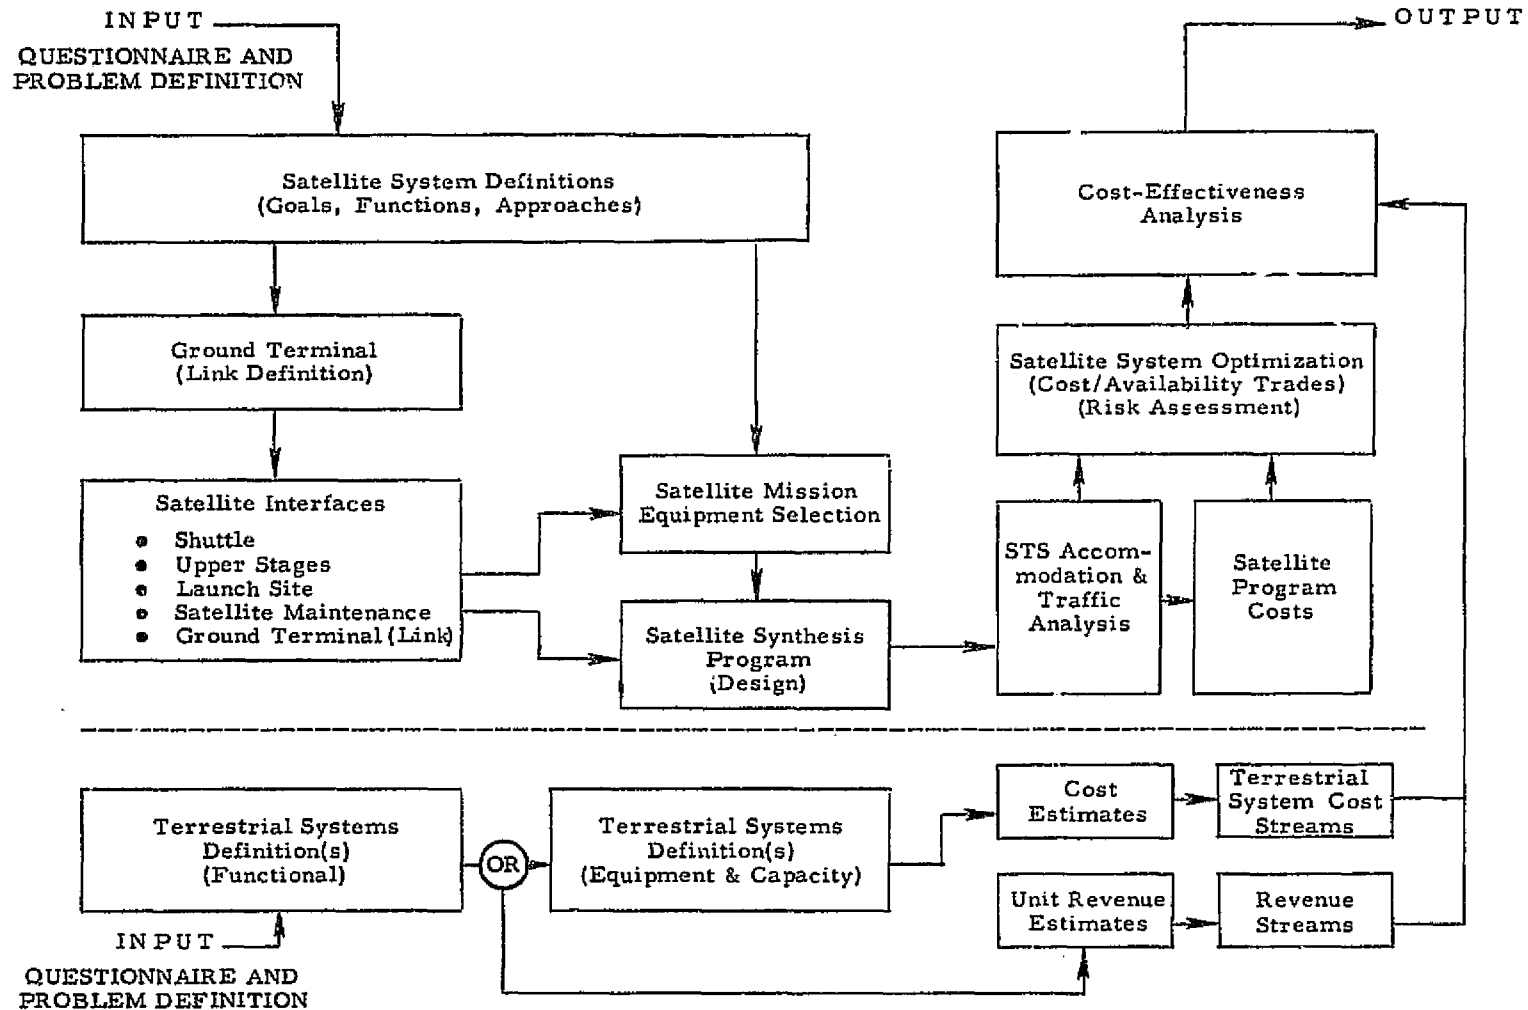 INPUT
QUESTIONNAIRE AND
PROBLEM DEFINITION
OUTPUT
Satellite System Definitions
(Goals, Functions, Approaches)
Cost-Effectiveness
Analysis
Ground Terminal
(Link Definition)
Satellite System Optimization
(Cost/Availability Trades)
(Risk Assessment)
Satellite Interfaces
• Shuttle
• Upper Stages
• Launch Site
• Satellite Maintenance
• Ground Terminal (Link)
Satellite Mission
Equipment Selection
Satellite Synthesis
Program
(Design)
STS Accom-
modation &
Traffic
Analysis
Satellite
Program
Costs
Terrestrial Systems
Definition(s)
(Functional)
OR
Terrestrial Systems
Definition(s)
(Equipment & Capacity)
Cost
Estimates
Terrestrial
System Cost
Streams
Unit Revenue
Estimates
Revenue
Streams
INPUT
QUESTIONNAIRE AND
PROBLEM DEFINITION